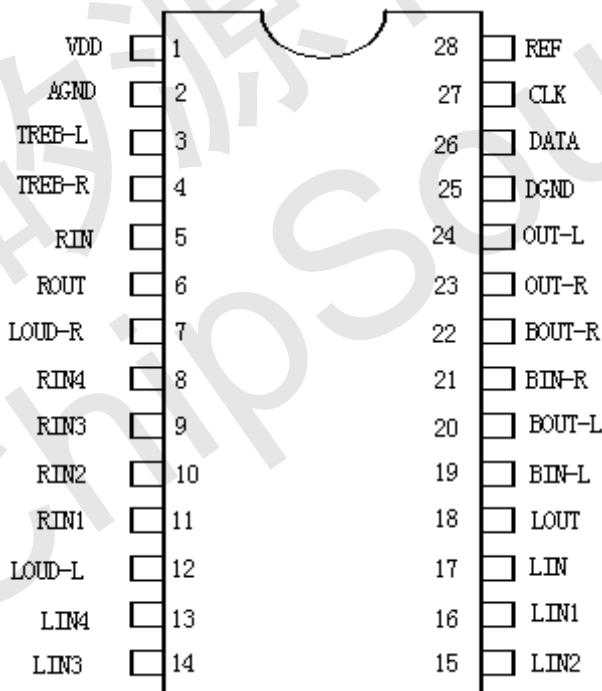 VDD 1 28 REF
AGND 2 27 CLK
TREB-L 3 26 DATA
TREB-R 4 25 DGND
RIN 5 24 OUT-L
ROUT 6 23 OUT-R
LOUD-R 7 22 BOUT-R
RIN4 8 21 BIN-R
RIN3 9 20 BOUT-L
RIN2 10 19 BIN-L
RIN1 11 18 LOUT
LOUD-L 12 17 LIN
LIN4 13 16 LIN1
LIN3 14 15 LIN2
ChipSou